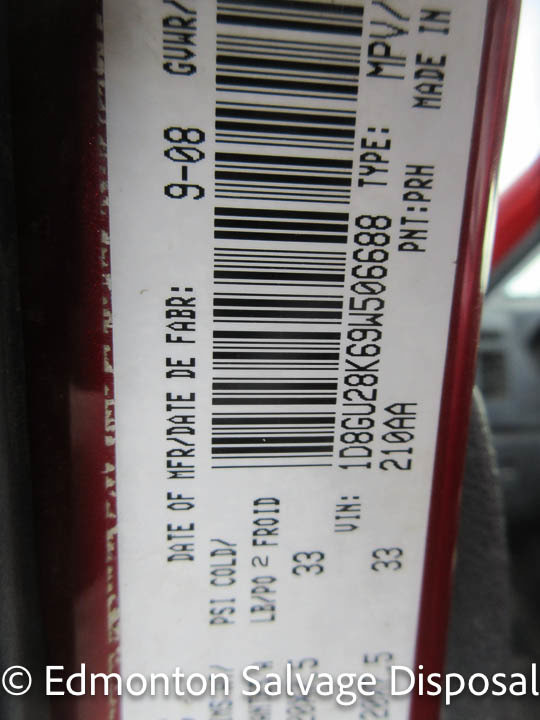 DATE OF MFR/DATE DE FABR: 9-08 GVWR/
PSI COLD/
LB/PO 2 FROID
33
VIN: 1D8GU28K69W506688 TYPE: MPV/
33 210AA PNT:PRH MADE IN
© Edmonton Salvage Disposal